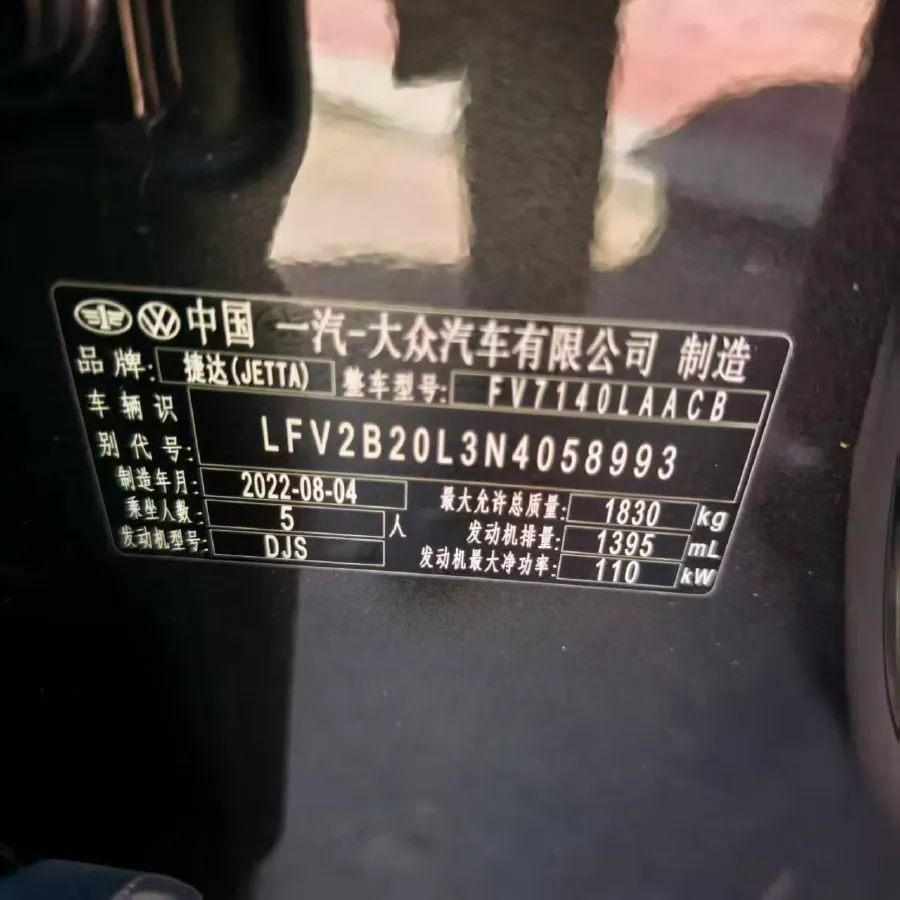 中国 一汽-大众汽车有限公司 制造
品牌: 捷达(JETTA) 整车型号: FV7140LAACB
车辆识别代号: LFV2B20L3N4058993
制造年月: 2022-08-04 最大允许总质量: 1830 kg
乘坐人数: 5 人 发动机排量: 1395 mL
发动机型号: DJS 发动机最大净功率: 110 kW